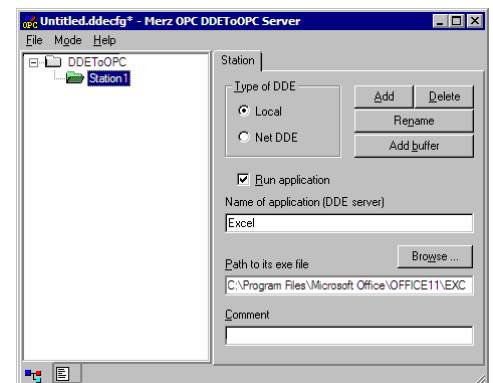 Untitled.ddecfg* - Merz OPC DDEToOPC Server
File Mode Help
DDEToOPC
Station1
Station
Type of DDE
Local
Net DDE
Add Delete
Rename
Add buffer
Run application
Name of application (DDE server)
Excel
Browse ...
Path to its exe file
C:\Program Files\Microsoft Office\OFFICE11\EXC
Comment